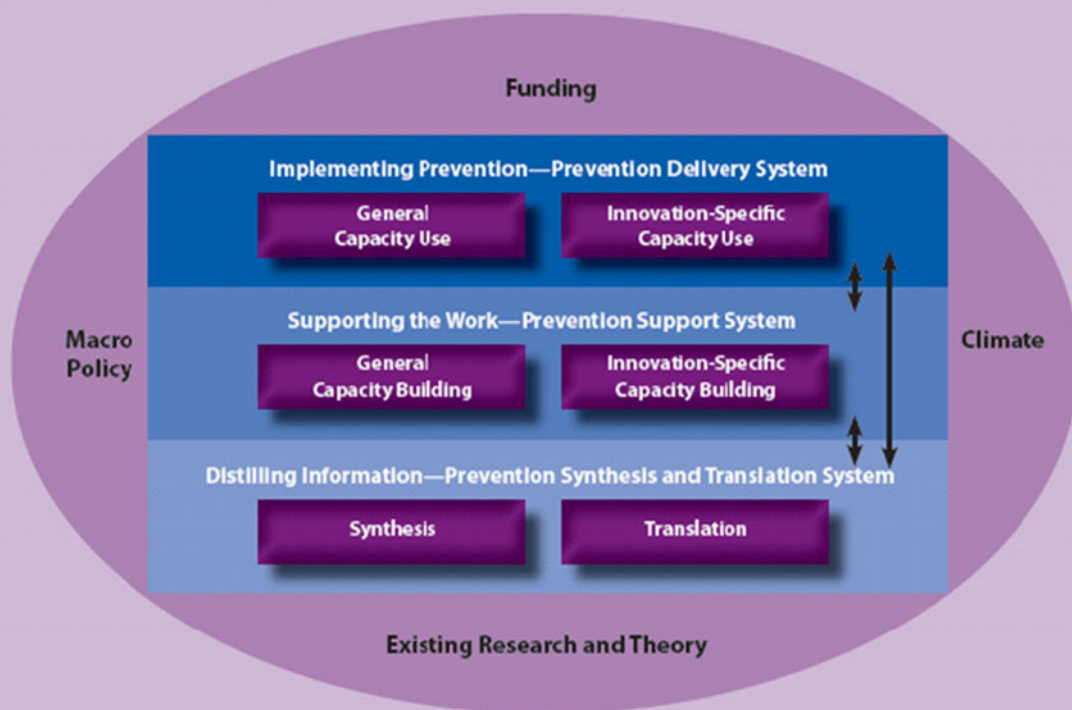 Funding
Implementing Prevention—Prevention Delivery System
General
Capacity Use
Innovation-Specific
Capacity Use
Supporting the Work—Prevention Support System
General
Capacity Building
Innovation-Specific
Capacity Building
Macro
Policy
Climate
Distilling Information—Prevention Synthesis and Translation System
Synthesis
Translation
Existing Research and Theory